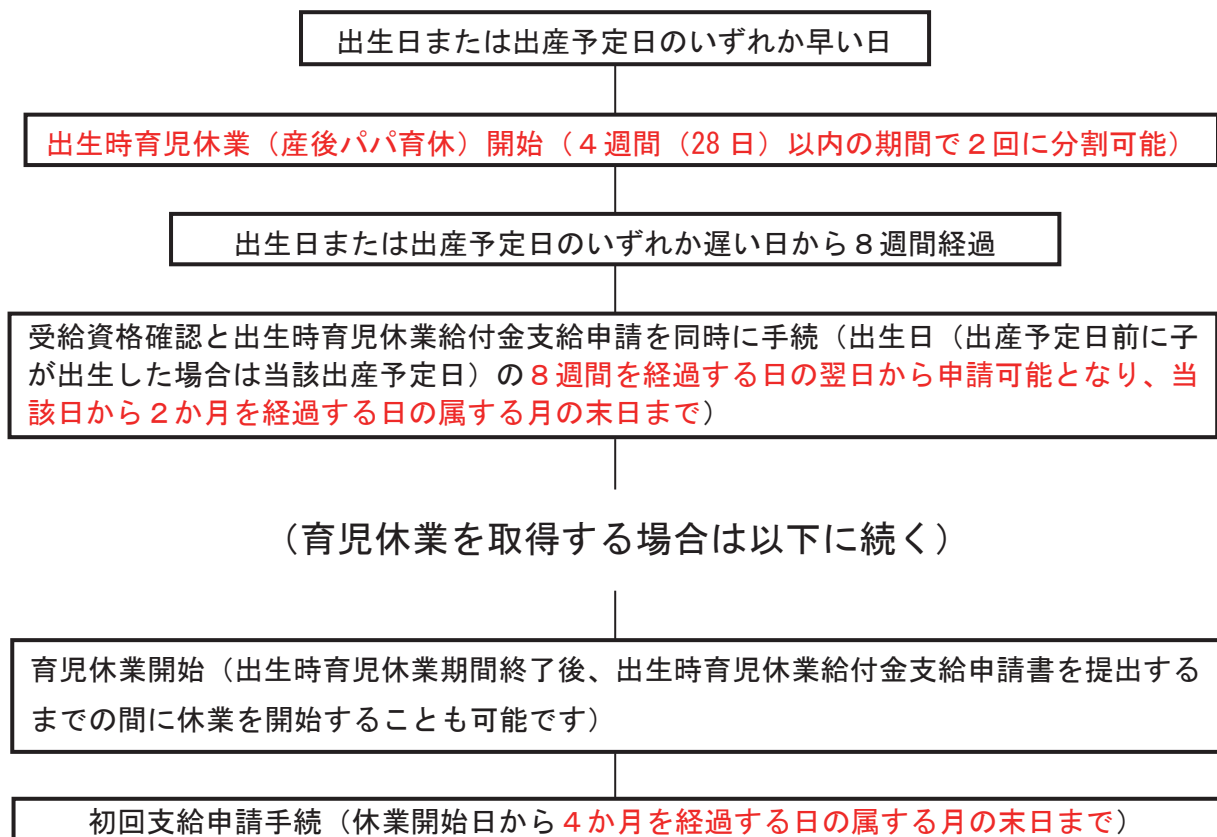 出生日または出産予定日のいずれか早い日
出生時育児休業（産後パパ育休）開始（４週間（28 日）以内の期間で２回に分割可能）
出生日または出産予定日のいずれか遅い日から８週間経過
受給資格確認と出生時育児休業給付金支給申請を同時に手続（出生日（出産予定日前に子
が出生した場合は当該出産予定日）の８週間を経過する日の翌日から申請可能となり、当
該日から２か月を経過する日の属する月の末日まで）
（育児休業を取得する場合は以下に続く）
育児休業開始（出生時育児休業期間終了後、出生時育児休業給付金支給申請書を提出する
までの間に休業を開始することも可能です）
初回支給申請手続（休業開始日から４か月を経過する日の属する月の末日まで）